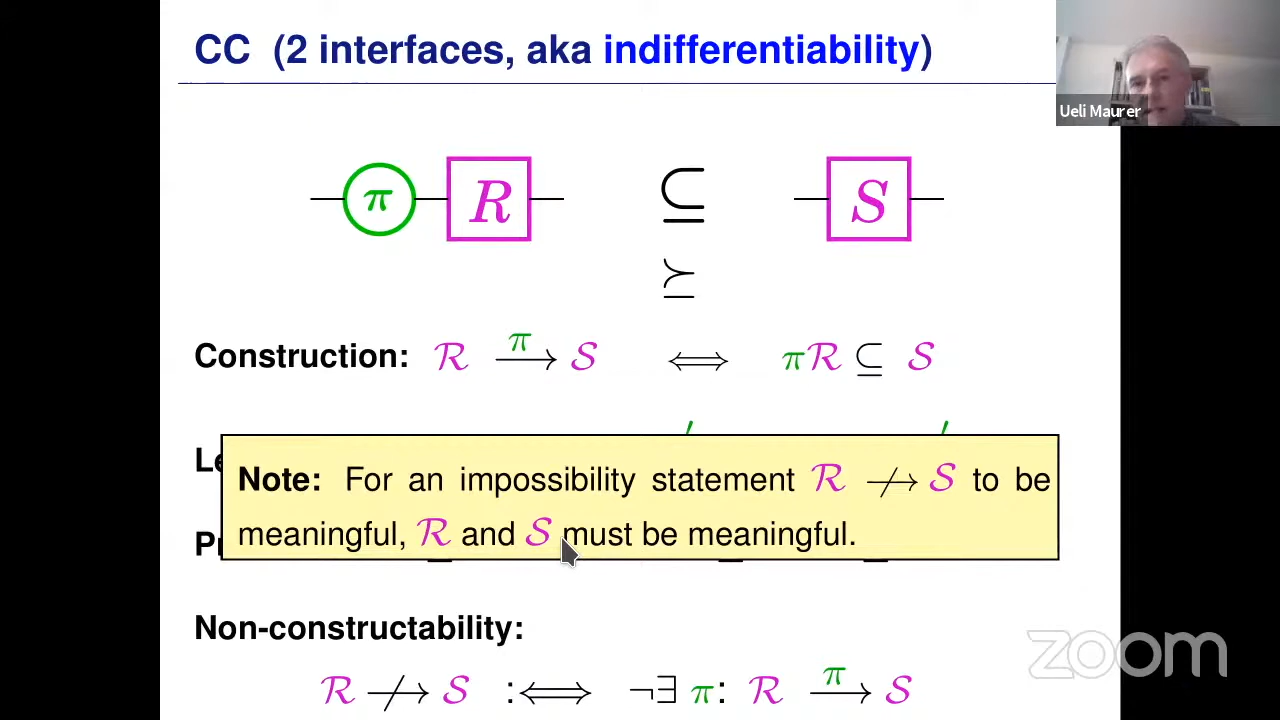 CC (2 interfaces, aka indifferentiability)
Ueli Maurer
π R ⊆ S
⪰
Construction: ℛ —π→ 𝒮 ⟺ πℛ ⊆ 𝒮
Note: For an impossibility statement ℛ ↛ 𝒮 to be
meaningful, ℛ and 𝒮 must be meaningful.
Non-constructability:
ℛ ↛ 𝒮 :⟺ ¬∃ π: ℛ —π→ 𝒮
zoom